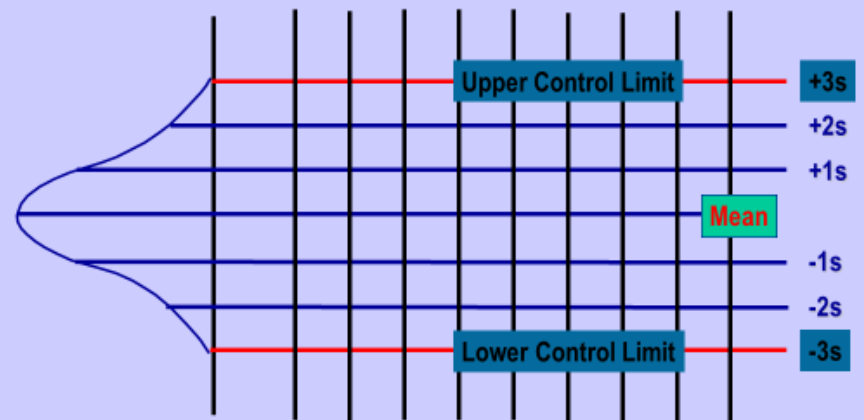 Upper Control Limit +3s
+2s
+1s
Mean
-1s
-2s
Lower Control Limit -3s